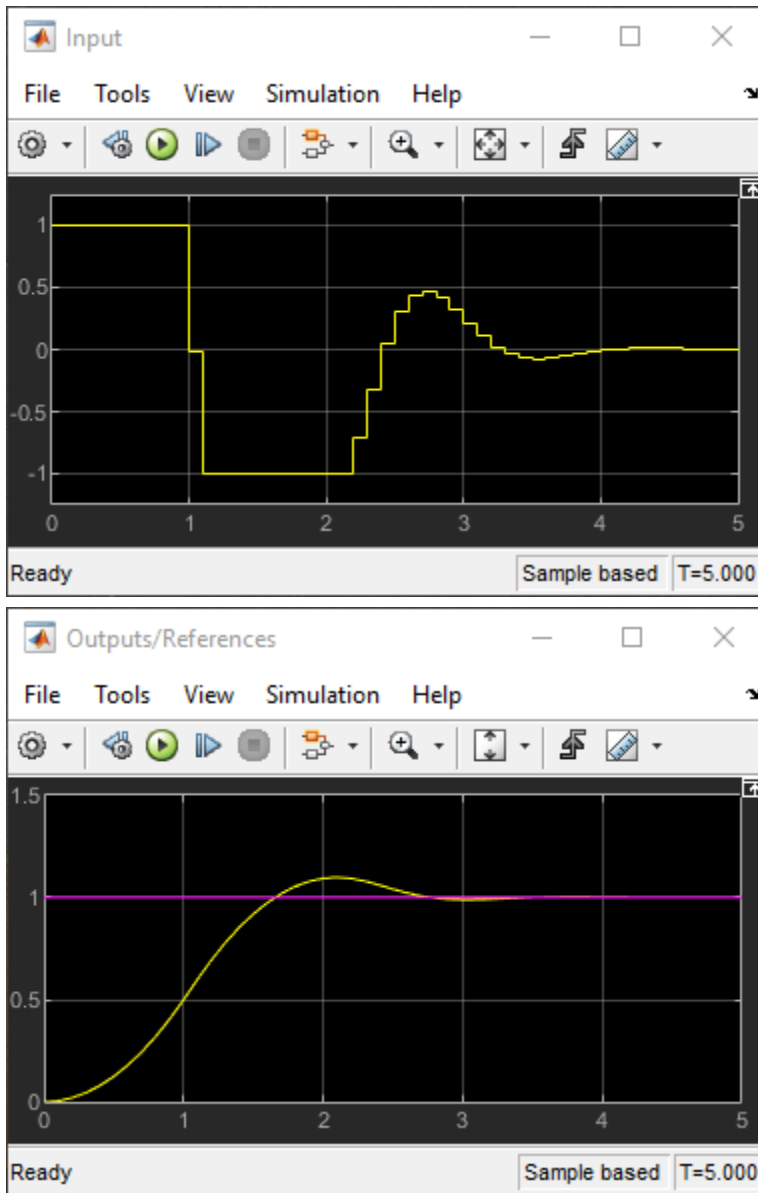 Input
File Tools View Simulation Help
1
0.5
0
-0.5
-1
0 1 2 3 4 5
Ready Sample based T=5.000
Outputs/References
File Tools View Simulation Help
1.5
1
0.5
0
0 1 2 3 4 5
Ready Sample based T=5.000